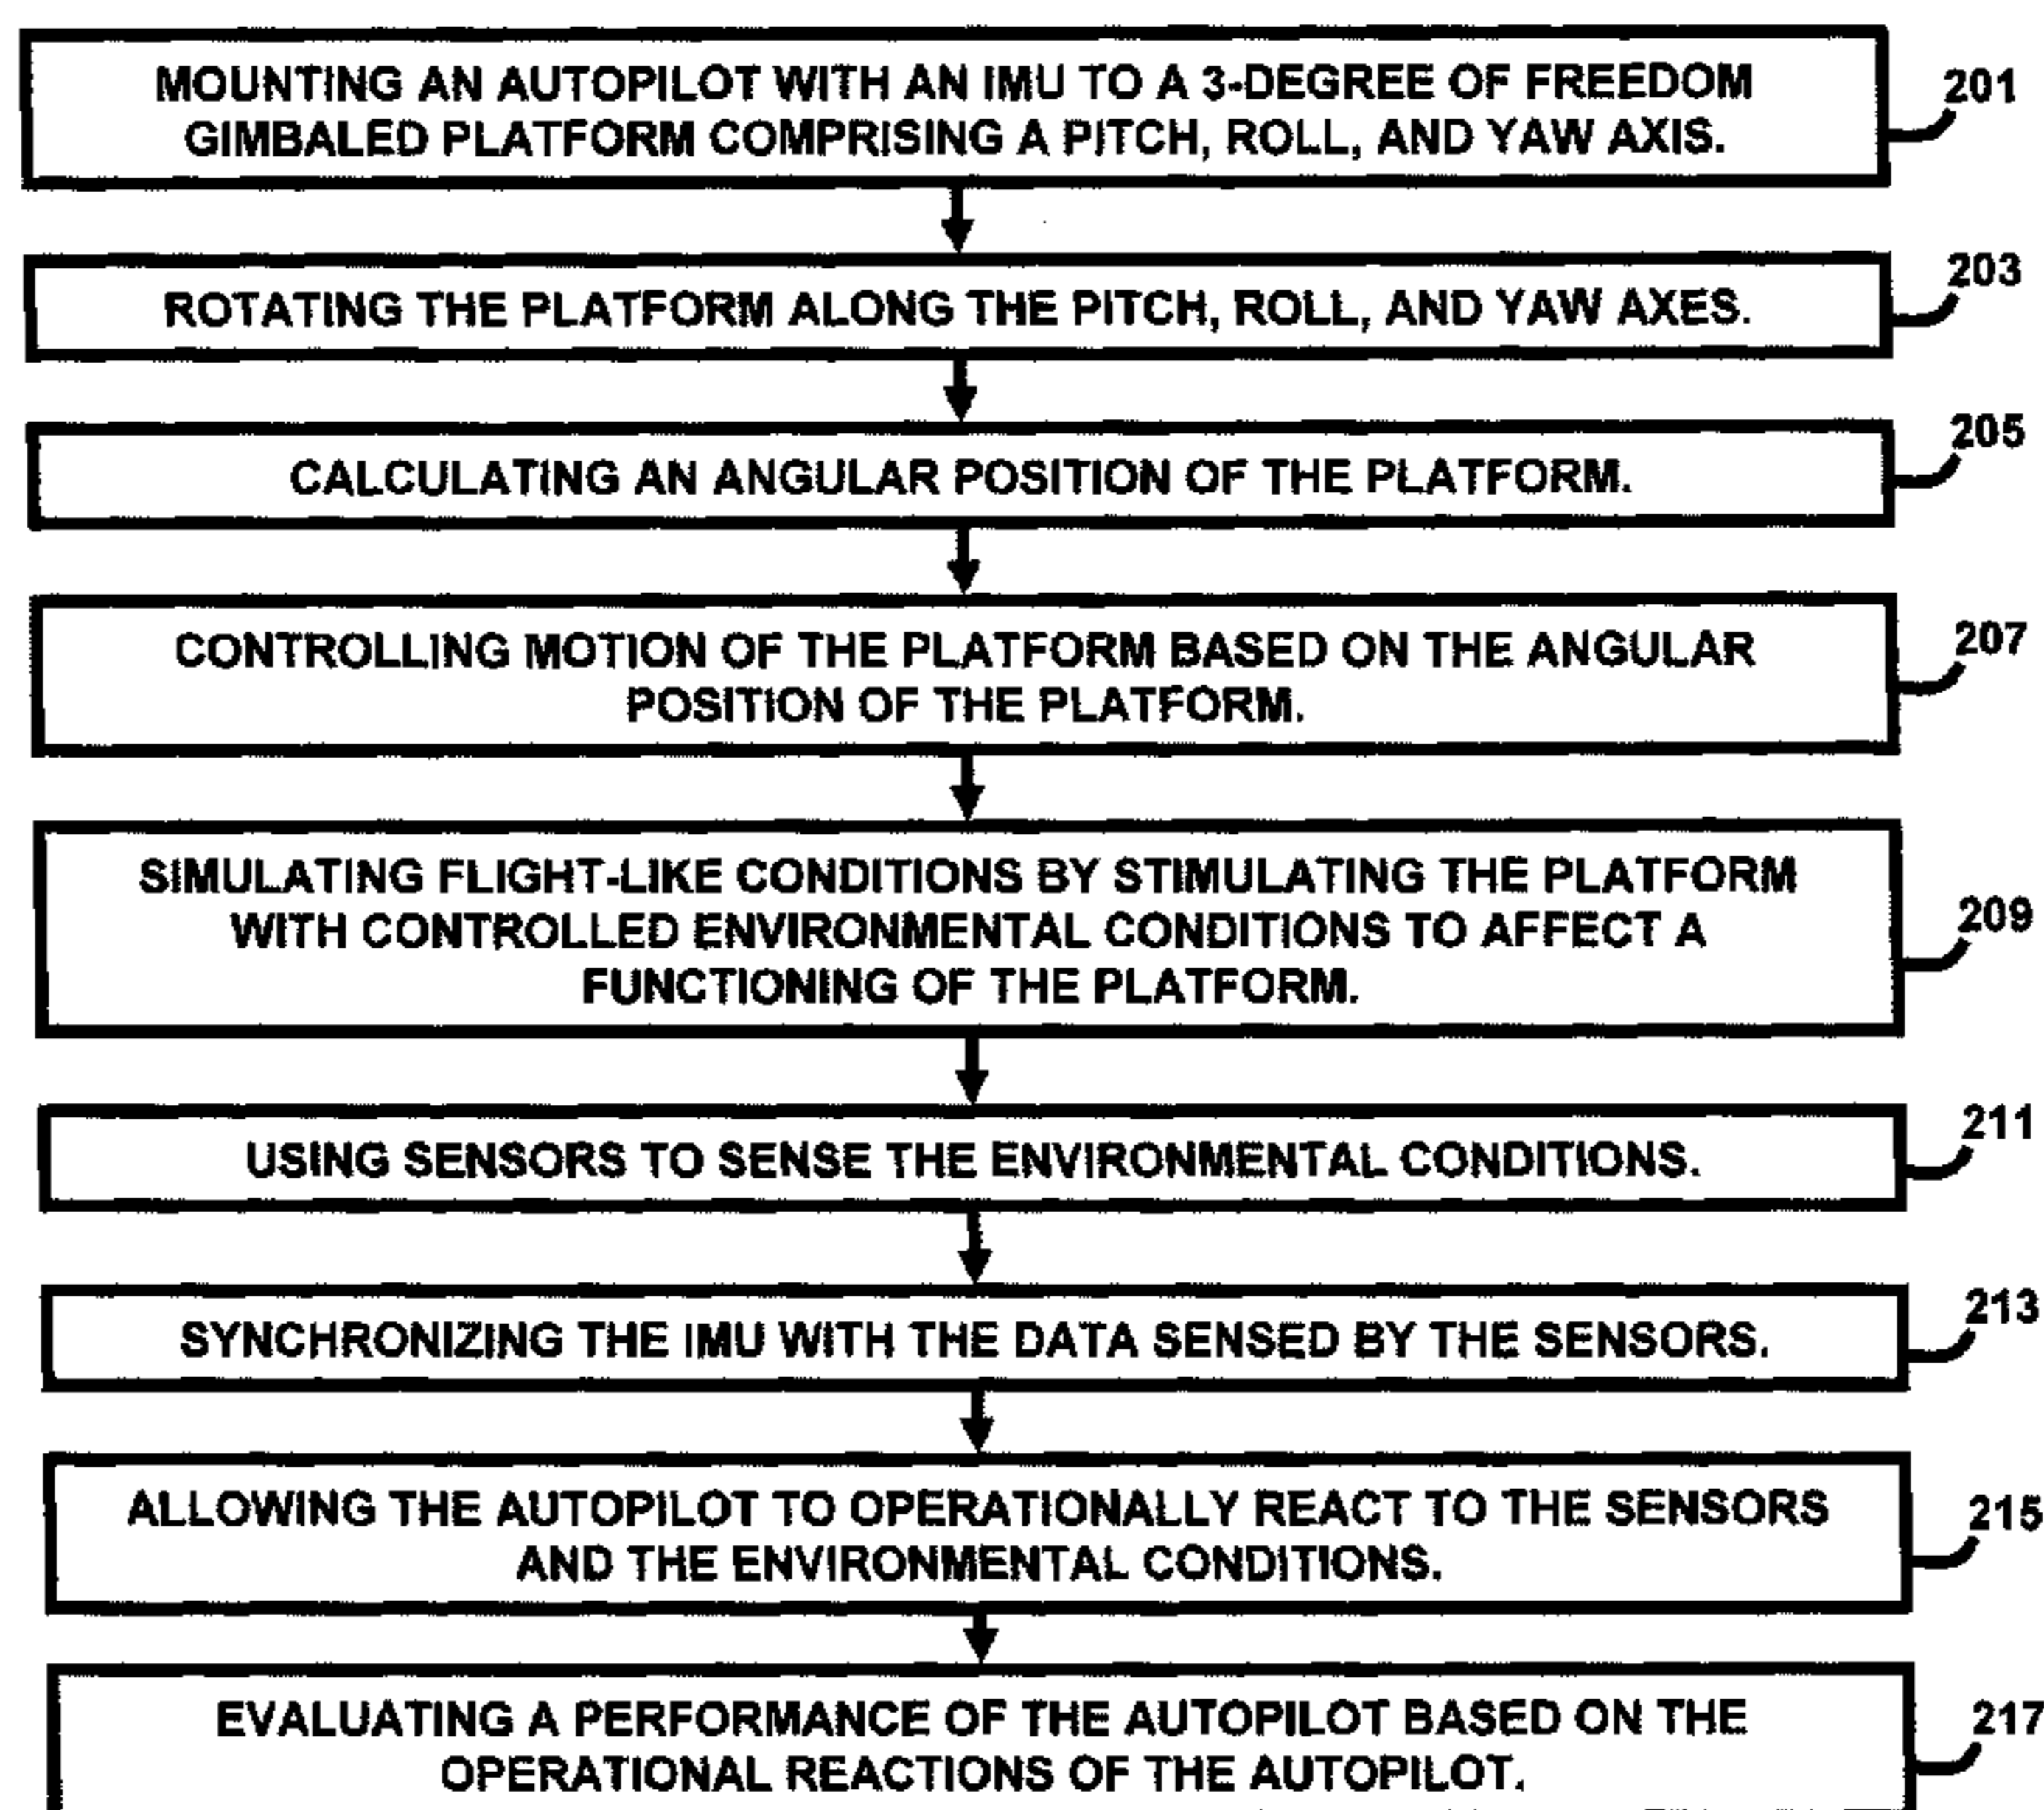 MOUNTING AN AUTOPILOT WITH AN IMU TO A 3-DEGREE OF FREEDOM
GIMBALED PLATFORM COMPRISING A PITCH, ROLL, AND YAW AXIS.
201
ROTATING THE PLATFORM ALONG THE PITCH, ROLL, AND YAW AXES.
203
CALCULATING AN ANGULAR POSITION OF THE PLATFORM.
205
CONTROLLING MOTION OF THE PLATFORM BASED ON THE ANGULAR
POSITION OF THE PLATFORM.
207
SIMULATING FLIGHT-LIKE CONDITIONS BY STIMULATING THE PLATFORM
WITH CONTROLLED ENVIRONMENTAL CONDITIONS TO AFFECT A
FUNCTIONING OF THE PLATFORM.
209
USING SENSORS TO SENSE THE ENVIRONMENTAL CONDITIONS.
211
SYNCHRONIZING THE IMU WITH THE DATA SENSED BY THE SENSORS.
213
ALLOWING THE AUTOPILOT TO OPERATIONALLY REACT TO THE SENSORS
AND THE ENVIRONMENTAL CONDITIONS.
215
EVALUATING A PERFORMANCE OF THE AUTOPILOT BASED ON THE
OPERATIONAL REACTIONS OF THE AUTOPILOT.
217